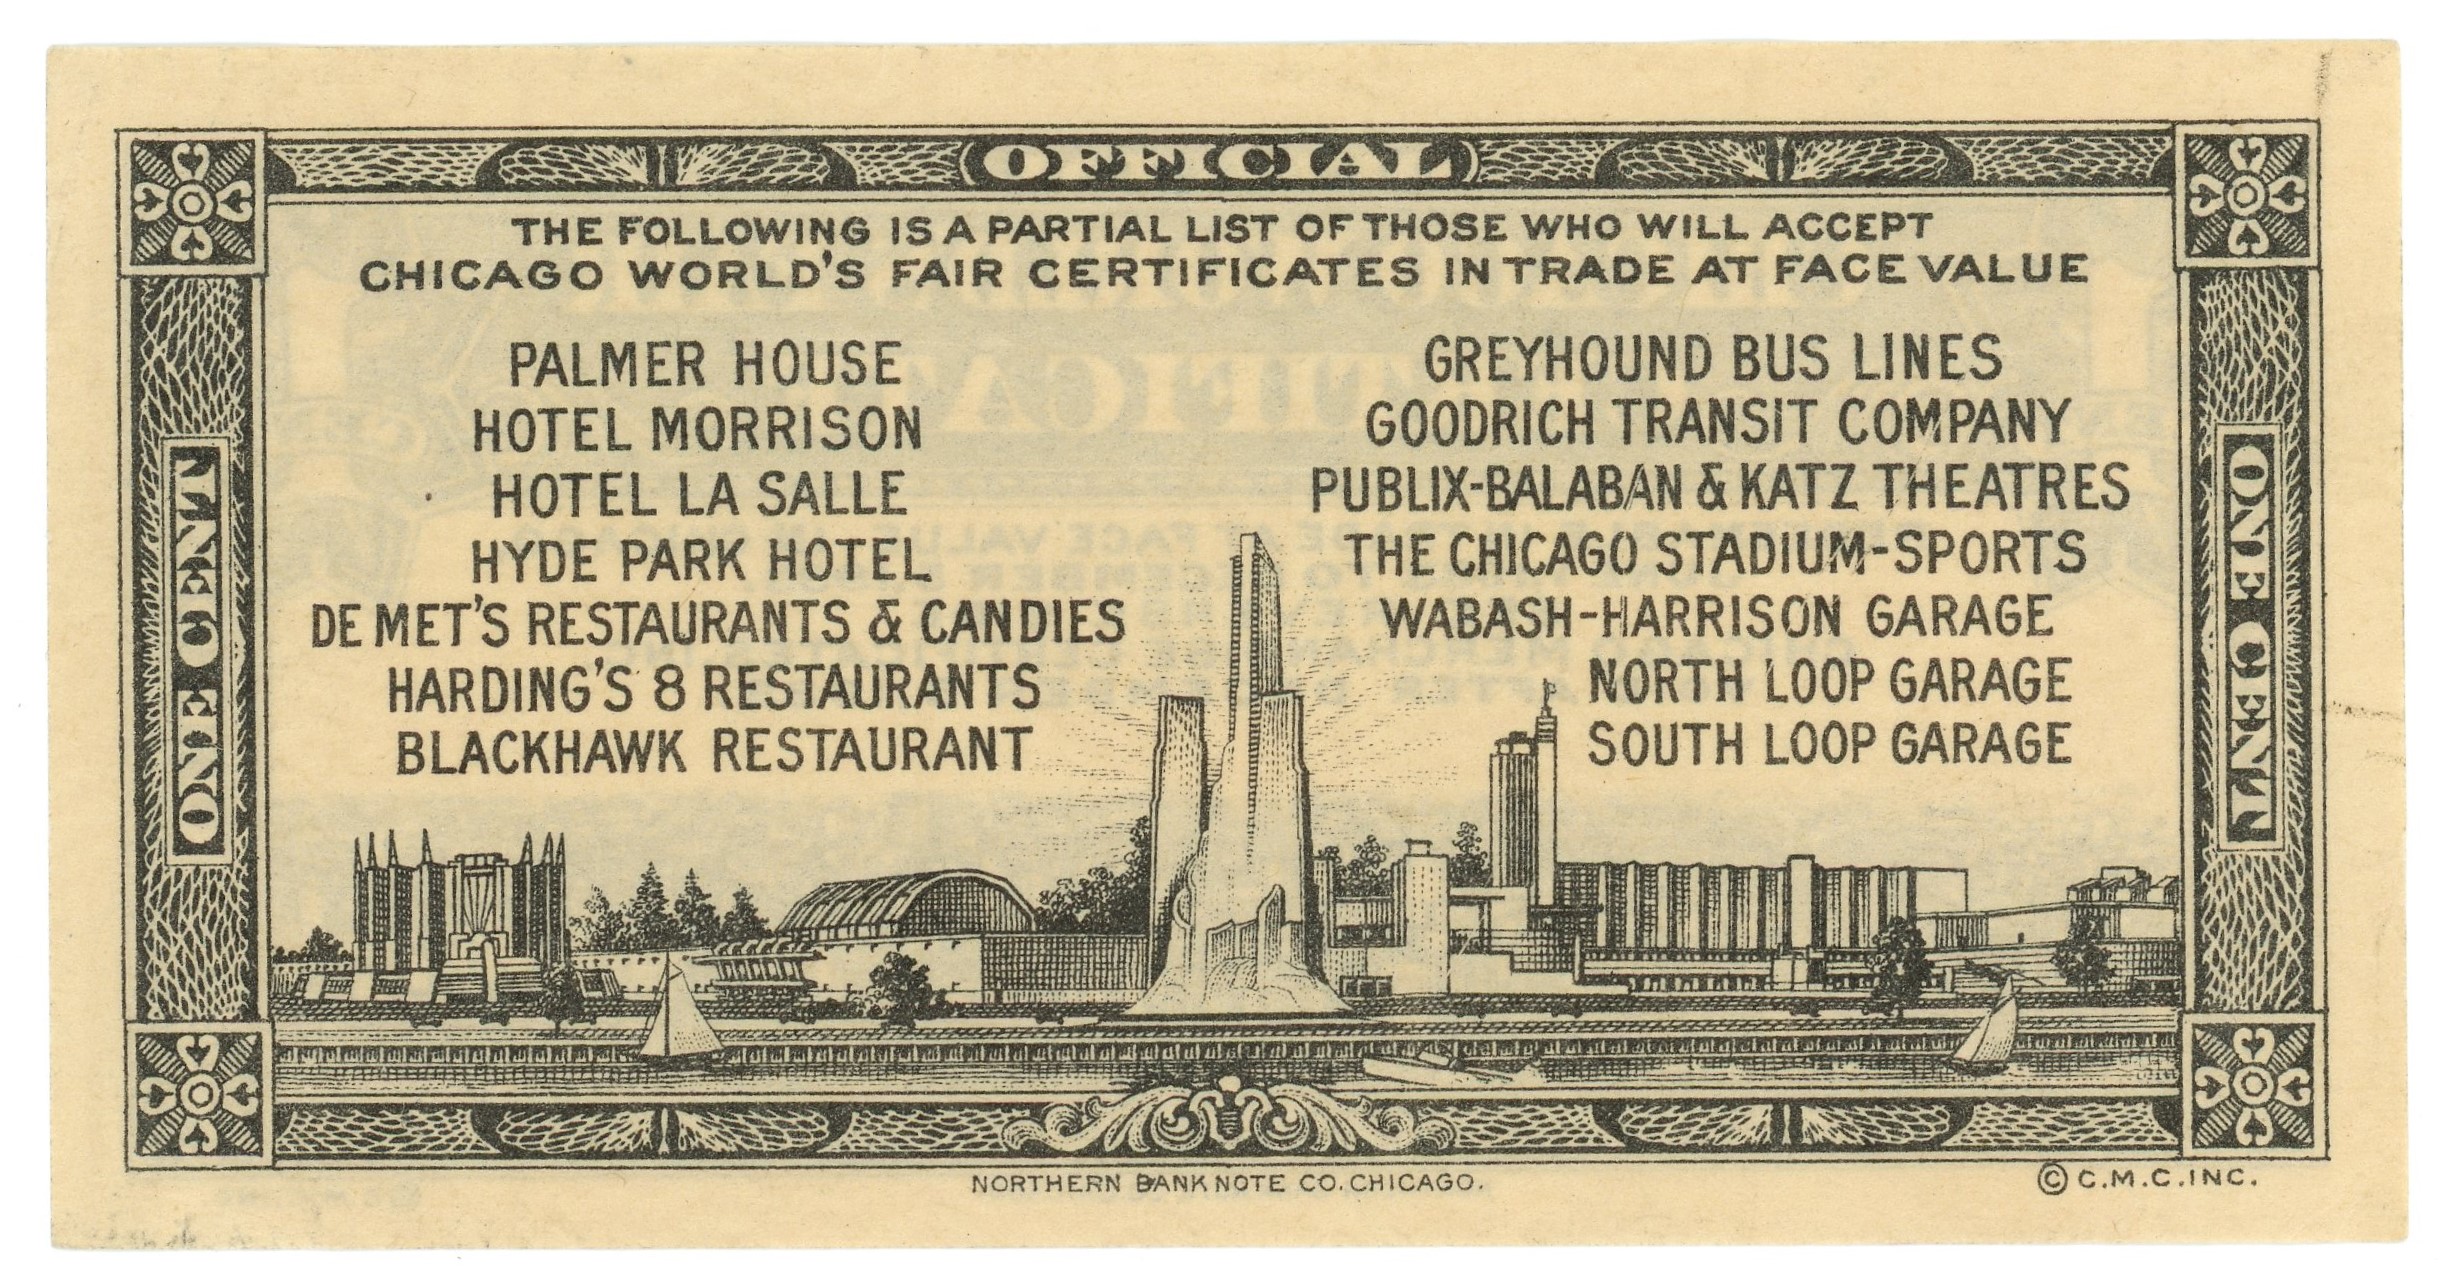 OFFICIAL
THE FOLLOWING IS A PARTIAL LIST OF THOSE WHO WILL ACCEPT
CHICAGO WORLD'S FAIR CERTIFICATES IN TRADE AT FACE VALUE
PALMER HOUSE
HOTEL MORRISON
HOTEL LA SALLE
HYDE PARK HOTEL
DE MET'S RESTAURANTS & CANDIES
HARDING'S 8 RESTAURANTS
BLACKHAWK RESTAURANT
GREYHOUND BUS LINES
GOODRICH TRANSIT COMPANY
PUBLIX-BALABAN & KATZ THEATRES
THE CHICAGO STADIUM-SPORTS
WABASH-HARRISON GARAGE
NORTH LOOP GARAGE
SOUTH LOOP GARAGE
ONE CENT
ONE CENT
NORTHERN BANK NOTE CO. CHICAGO.
© C.M.C. INC.